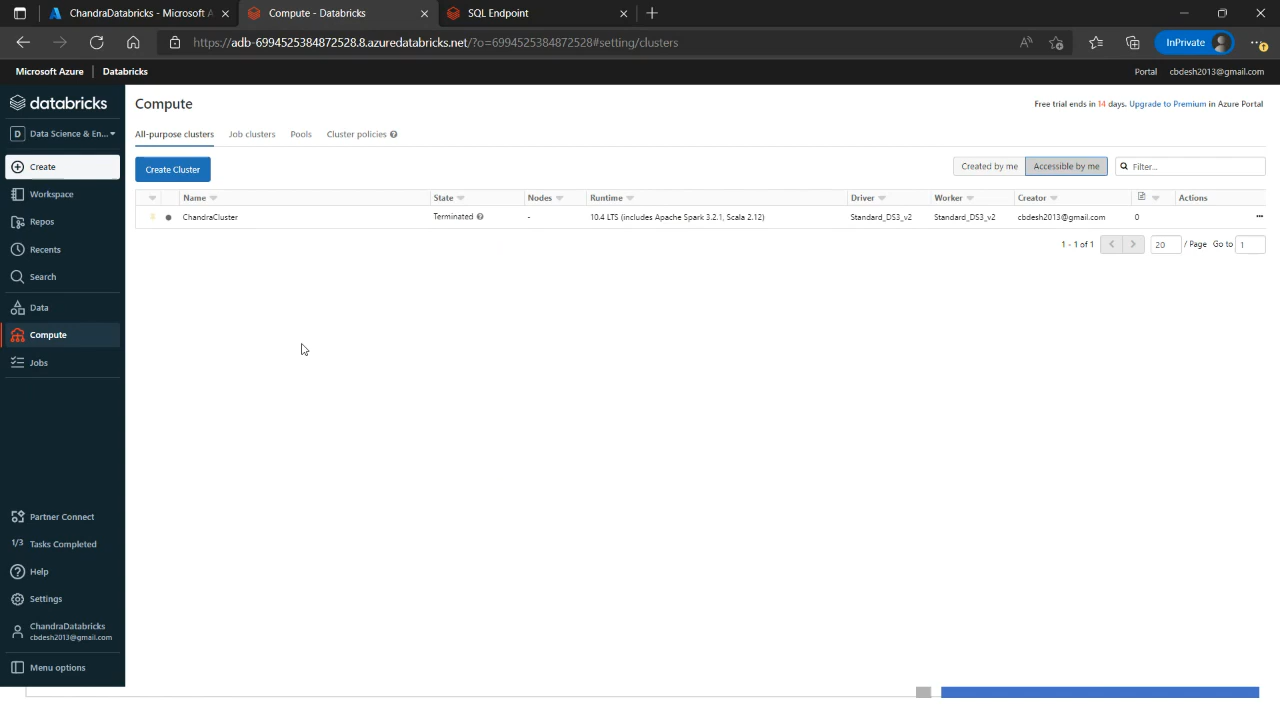 ChandraDatabricks - Microsoft A
Compute - Databricks
SQL Endpoint
https://adb-6994525384872528.8.azuredatabricks.net/?o=6994525384872528#setting/clusters
InPrivate
Microsoft Azure | Databricks
Portal cbdesh2013@gmail.com
databricks
Compute
Free trial ends in 14 days. Upgrade to Premium in Azure Portal
D Data Science & En...
All-purpose clusters Job clusters Pools Cluster policies
Create
Create Cluster
Created by me Accessible by me Filter...
Workspace
Name State Nodes Runtime Driver Worker Creator Actions
ChandraCluster Terminated - 10.4 LTS (includes Apache Spark 3.2.1, Scala 2.12) Standard_DS3_v2 Standard_DS3_v2 cbdesh2013@gmail.com 0
Repos
1 - 1 of 1 < > 20 / Page Go to 1
Recents
Search
Data
Compute
Jobs
Partner Connect
1/3 Tasks Completed
Help
Settings
ChandraDatabricks
cbdesh2013@gmail.com
Menu options